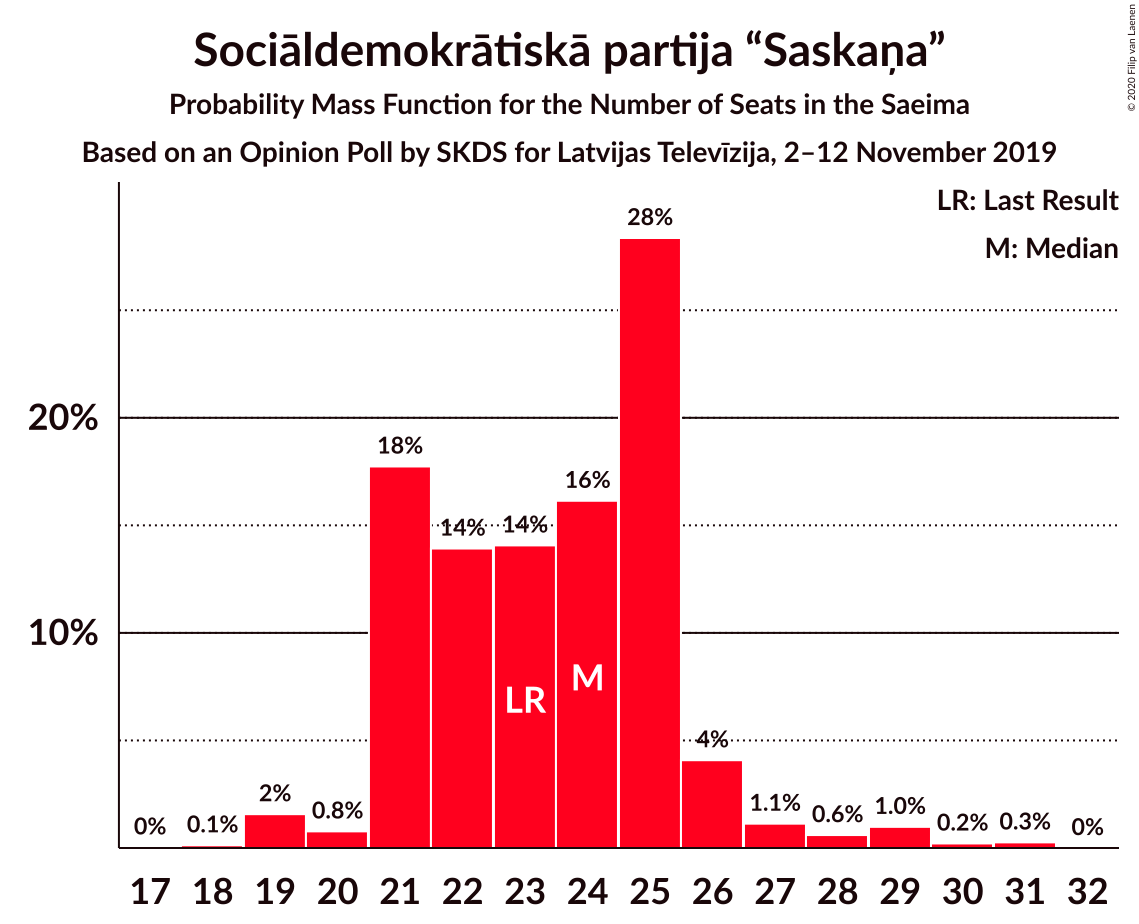 Sociāldemokrātiskā partija “Saskaņa”
Probability Mass Function for the Number of Seats in the Saeima
Based on an Opinion Poll by SKDS for Latvijas Televīzija, 2–12 November 2019
© 2020 Filip van Laenen
LR: Last Result
M: Median
20%
10%
0%
0.1%
2%
0.8%
18%
14%
14%
16%
28%
4%
1.1%
0.6%
1.0%
0.2%
0.3%
0%
LR
M
17 18 19 20 21 22 23 24 25 26 27 28 29 30 31 32